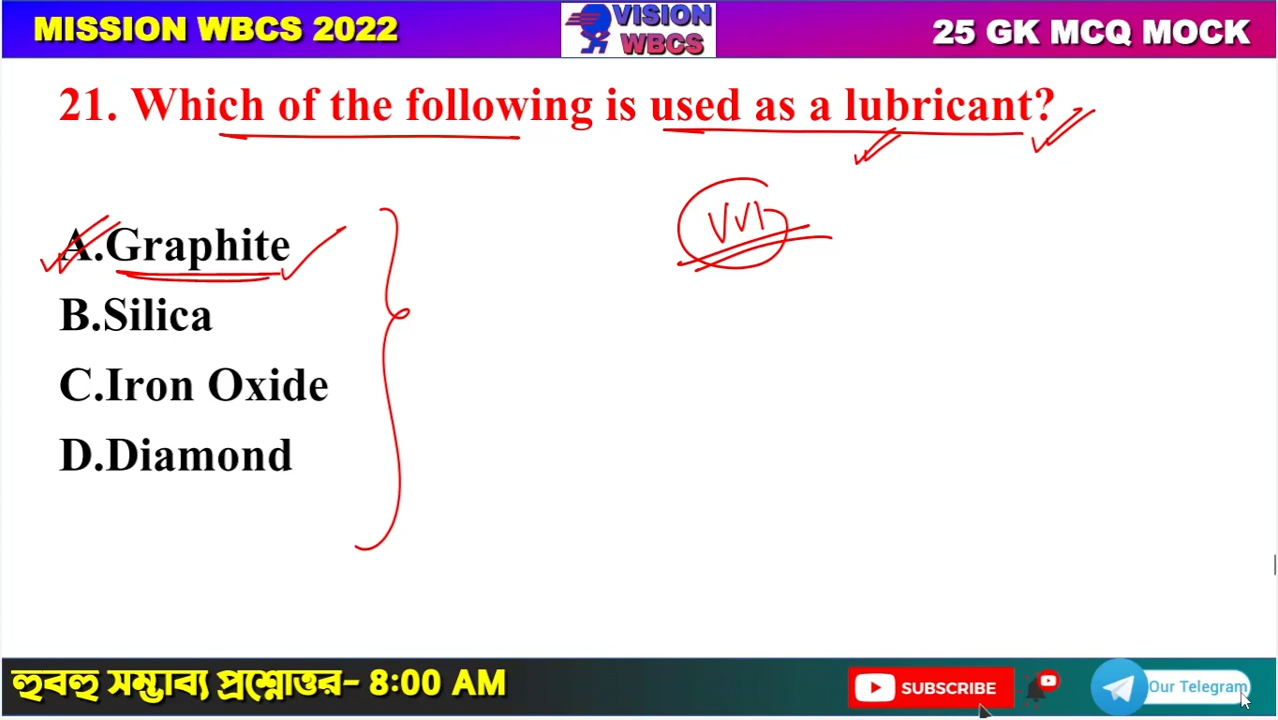 MISSION WBCS 2022
VISION
WBCS
25 GK MCQ MOCK
21. Which of the following is used as a lubricant?
VVI
A.Graphite
B.Silica
C.Iron Oxide
D.Diamond
হুবহু সম্ভাব্য প্রশ্নোত্তর- 8:00 AM
SUBSCRIBE
Our Telegram